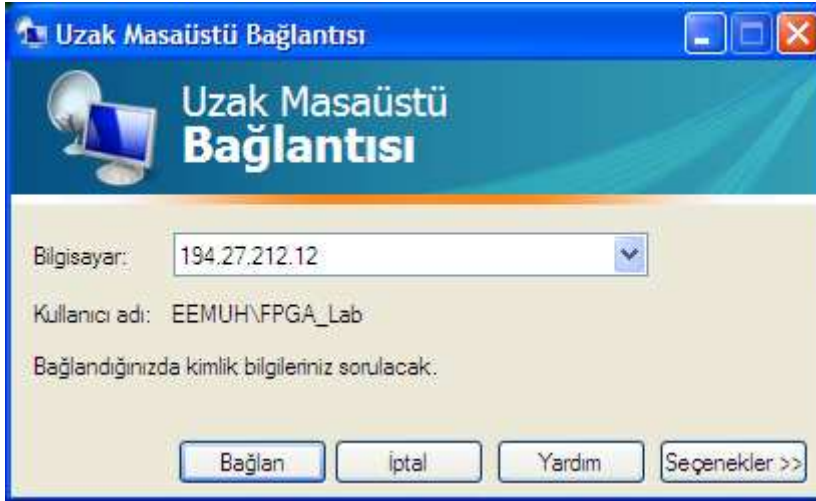 Uzak Masaüstü Bağlantısı
Uzak Masaüstü
Bağlantısı
Bilgisayar: 194.27.212.12
Kullanıcı adı: EEMUH\FPGA_Lab
Bağlandığınızda kimlik bilgileriniz sorulacak.
Bağlan İptal Yardım Seçenekler >>